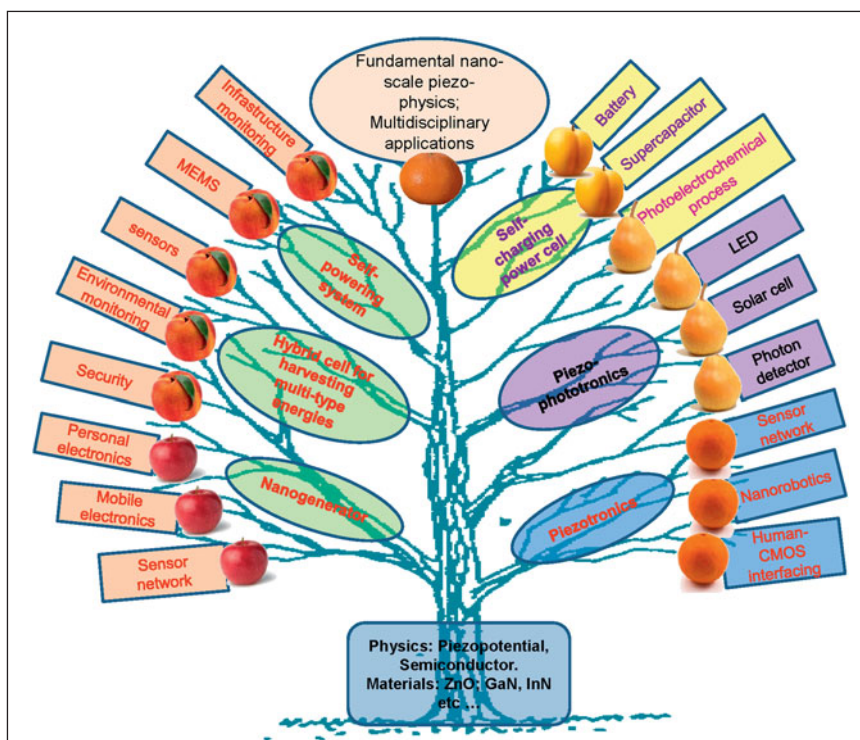 Fundamental nano-
scale piezo-
physics;
Multidisciplinary
applications
Infrastructure
monitoring
MEMS
sensors
Environmental
monitoring
Security
Personal
electronics
Mobile
electronics
Sensor
network
Self-
powering
system
Hybrid cell for
harvesting
multi-type
energies
Nanogenerator
Battery
Supercapacitor
Photoelectrochemical
process
LED
Solar cell
Photon
detector
Sensor
network
Nanorobotics
Human-
CMOS
interfacing
Self-
charging
power cell
Piezo-
phototronics
Piezotronics
Physics: Piezopotential,
Semiconductor.
Materials: ZnO; GaN, InN
etc ...